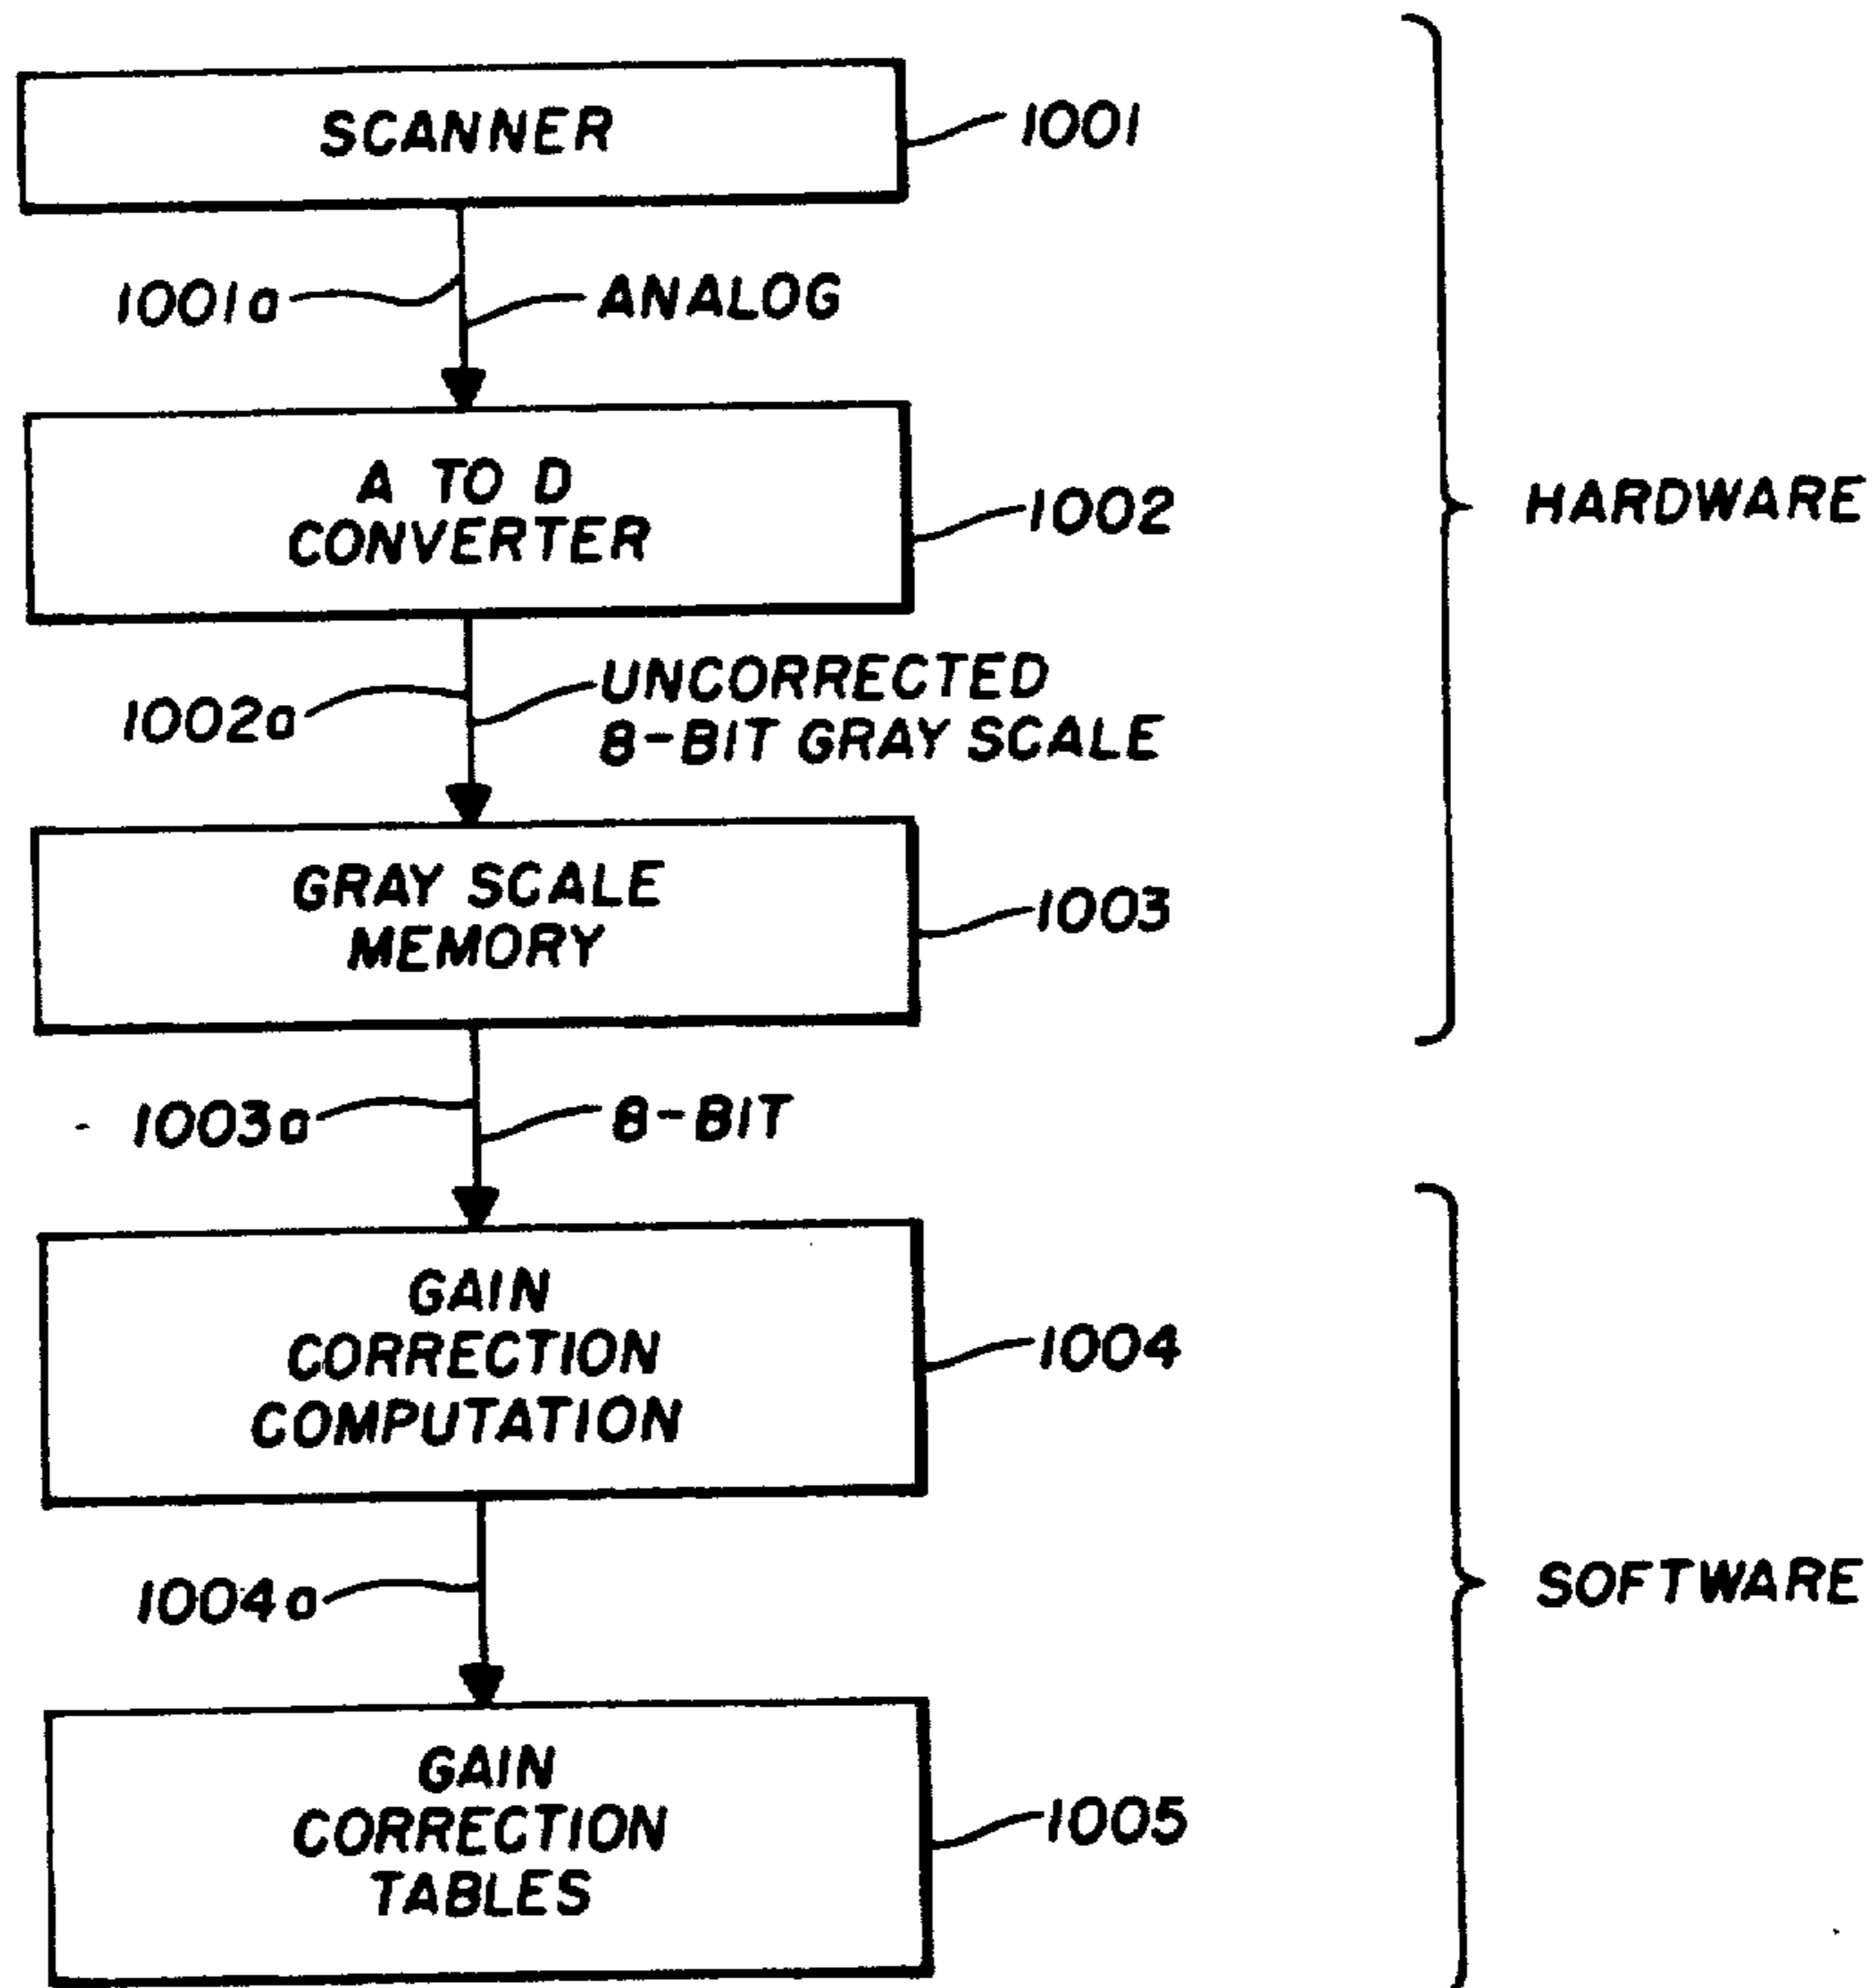 SCANNER
1001
1001a
ANALOG
A TO D
CONVERTER
1002
HARDWARE
1002a
UNCORRECTED
8-BIT GRAY SCALE
GRAY SCALE
MEMORY
1003
1003a
8-BIT
GAIN
CORRECTION
COMPUTATION
1004
1004a
SOFTWARE
GAIN
CORRECTION
TABLES
1005